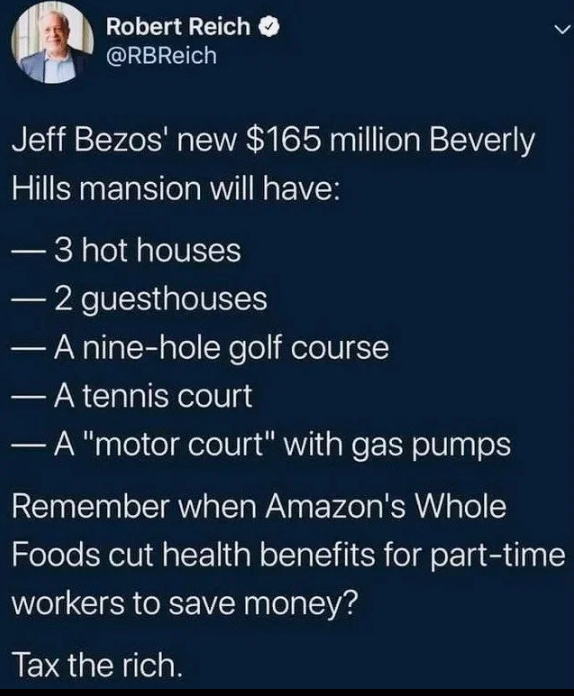 Robert Reich
@RBReich
Jeff Bezos' new $165 million Beverly
Hills mansion will have:
— 3 hot houses
— 2 guesthouses
— A nine-hole golf course
— A tennis court
— A "motor court" with gas pumps
Remember when Amazon's Whole
Foods cut health benefits for part-time
workers to save money?
Tax the rich.